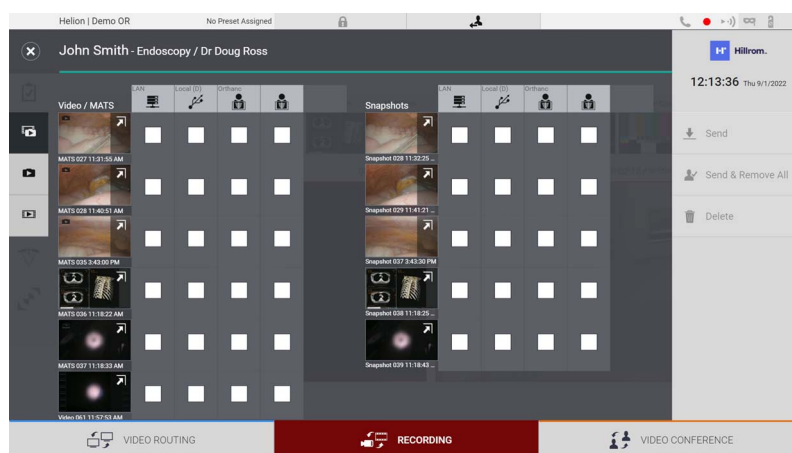 Helion | Demo OR
No Preset Assigned
John Smith - Endoscopy / Dr Doug Ross
Hillrom.
12:13:36 Thu 9/1/2022
Video / MATS
LAN
Local (D)
Orthanc
Snapshots
LAN
Local (D)
Orthanc
MATS 027 11:31:55 AM
Snapshot 028 11:32:25 ...
MATS 028 11:40:51 AM
Snapshot 029 11:41:21 ...
MATS 035 3:43:00 PM
Snapshot 037 3:43:30 PM
MATS 036 11:18:22 AM
Snapshot 038 11:18:25 ...
MATS 037 11:18:33 AM
Snapshot 039 11:18:43 ...
Video 061 11:57:53 AM
Send
Send & Remove All
Delete
VIDEO ROUTING
RECORDING
VIDEO CONFERENCE